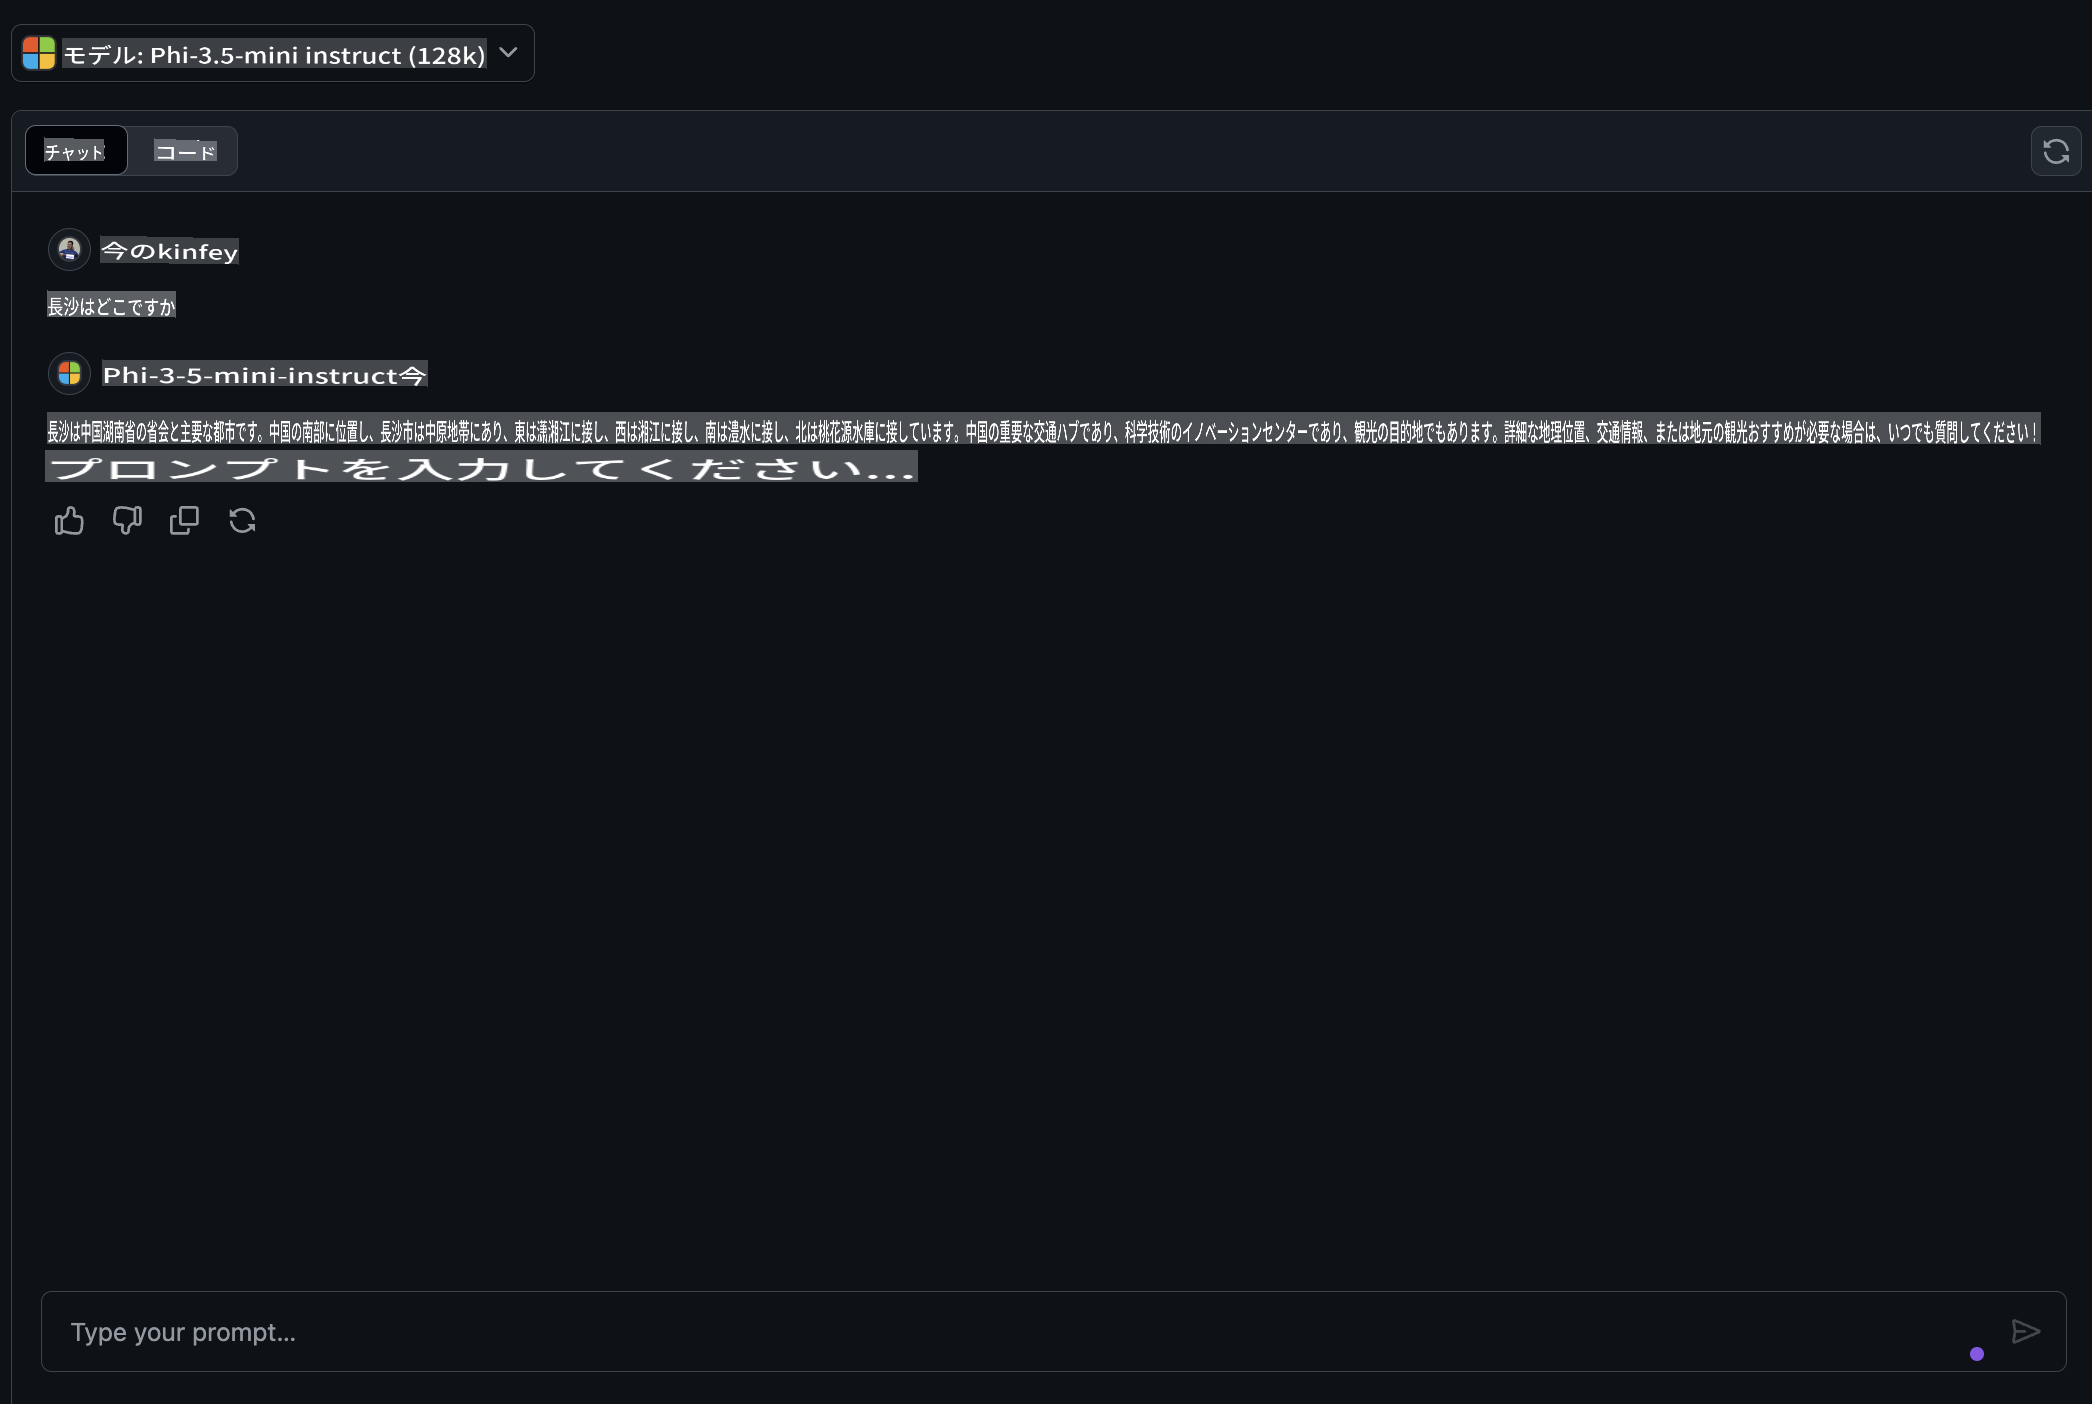 モデル: Phi-3.5-mini instruct (128k)
チャット
コード
今のkinfey
長沙はどこですか
Phi-3-5-mini-instruct今
長沙は中国湖南省の省会と主要な都市です。中国の南部に位置し、長沙市は中原地帯にあり、東は瀟湘江に接し、西は湘江に接し、南は澧水に接し、北は桃花源水庫に接しています。中国の重要な交通ハブであり、科学技術のイノベーションセンターであり、観光の目的地でもあります。詳細な地理位置、交通情報、または地元の観光おすすめが必要な場合は、いつでも質問してください！
プロンプトを入力してください...
Type your prompt...